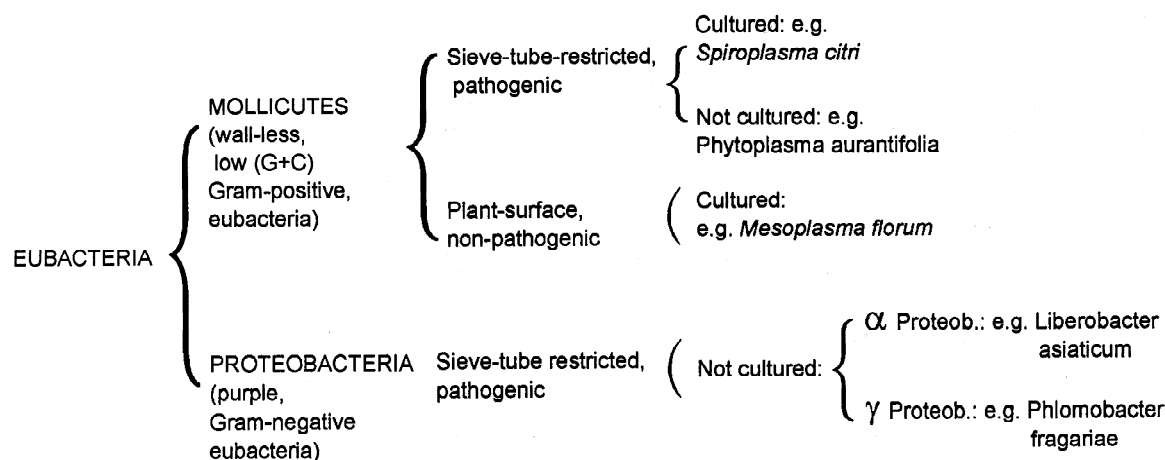 EUBACTERIA
MOLLICUTES
(wall-less,
low (G+C)
Gram-positive,
eubacteria)
Sieve-tube-restricted,
pathogenic
Cultured: e.g.
Spiroplasma citri
Not cultured: e.g.
Phytoplasma aurantifolia
Plant-surface,
non-pathogenic
Cultured:
e.g. Mesoplasma florum
PROTEOBACTERIA
(purple,
Gram-negative
eubacteria)
Sieve-tube restricted,
pathogenic
Not cultured:
α Proteob.: e.g. Liberobacter
asiaticum
γ Proteob.: e.g. Phlomobacter
fragariae